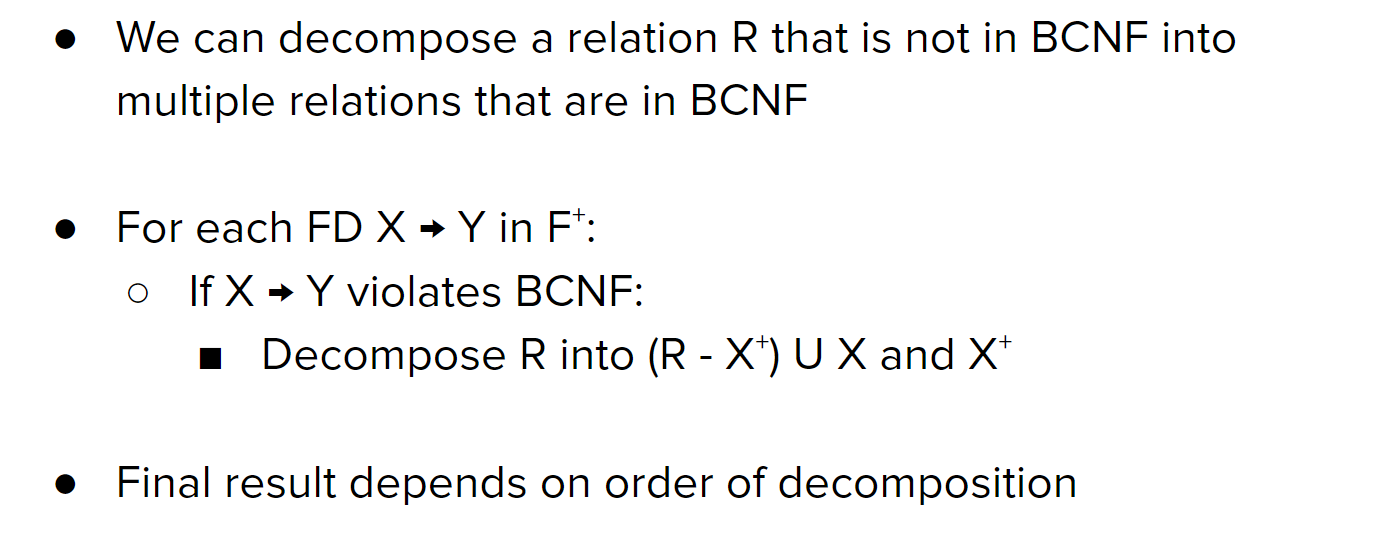 ● We can decompose a relation R that is not in BCNF into
multiple relations that are in BCNF
● For each FD X → Y in F⁺:
○ If X → Y violates BCNF:
■ Decompose R into (R - X⁺) U X and X⁺
● Final result depends on order of decomposition